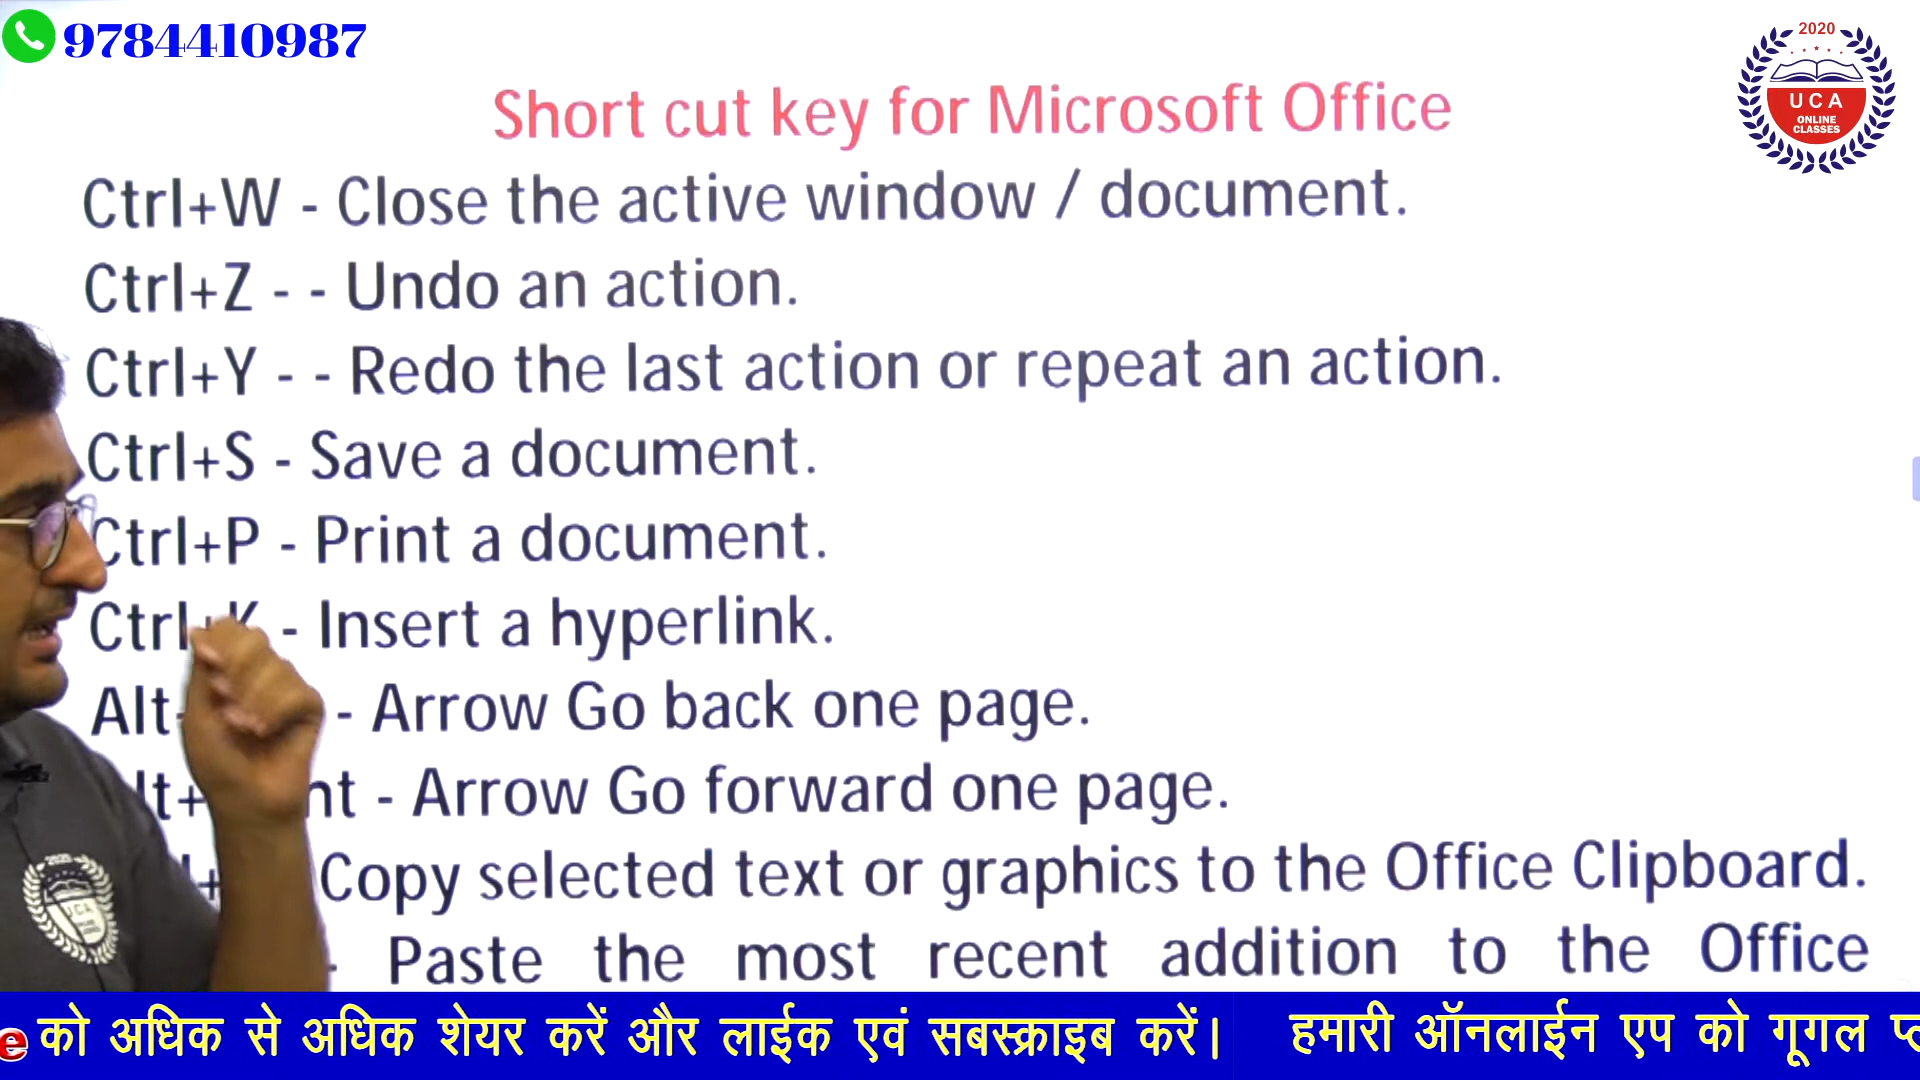 9784410987
2020
UCA
ONLINE
CLASSES
Short cut key for Microsoft Office
Ctrl+W - Close the active window / document.
Ctrl+Z - - Undo an action.
Ctrl+Y - - Redo the last action or repeat an action.
Ctrl+S - Save a document.
Ctrl+P - Print a document.
Ctrl+K - Insert a hyperlink.
Alt - Arrow Go back one page.
- Arrow Go forward one page.
Copy selected text or graphics to the Office Clipboard.
Paste the most recent addition to the Office
2020
UCA
को अधिक से अधिक शेयर करें और लाईक एवं सबस्क्राइब करें। हमारी ऑनलाईन एप को गूगल